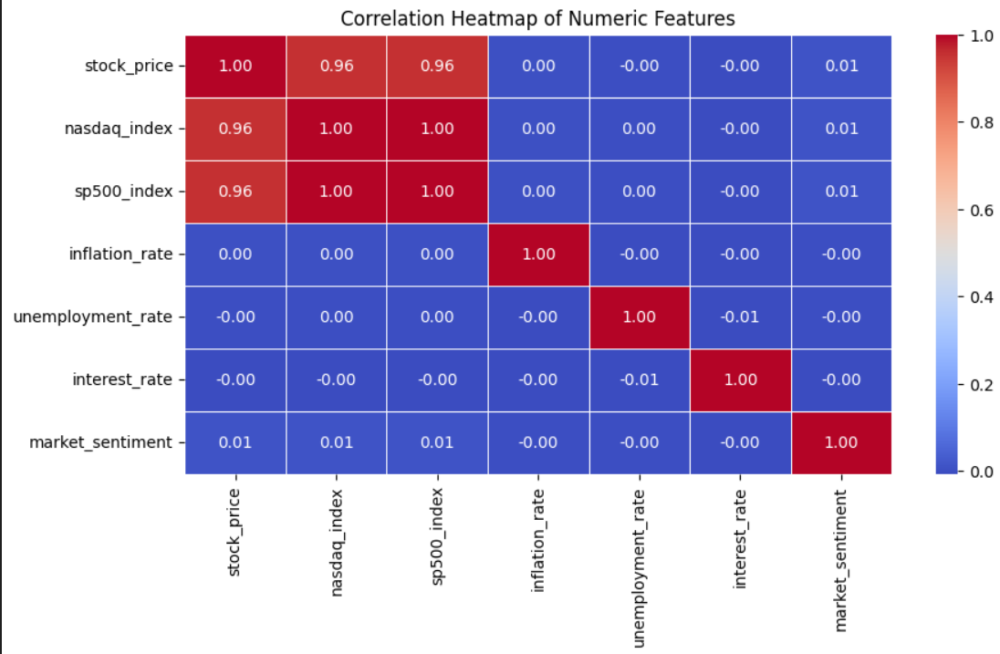 Correlation Heatmap of Numeric Features
stock_price 1.00 0.96 0.96 0.00 -0.00 -0.00 0.01
nasdaq_index 0.96 1.00 1.00 0.00 0.00 -0.00 0.01
sp500_index 0.96 1.00 1.00 0.00 0.00 -0.00 0.01
inflation_rate 0.00 0.00 0.00 1.00 -0.00 -0.00 -0.00
unemployment_rate -0.00 0.00 0.00 -0.00 1.00 -0.01 -0.00
interest_rate -0.00 -0.00 -0.00 -0.00 -0.01 1.00 -0.00
market_sentiment 0.01 0.01 0.01 -0.00 -0.00 -0.00 1.00
stock_price
nasdaq_index
sp500_index
inflation_rate
unemployment_rate
interest_rate
market_sentiment
1.0
0.8
0.6
0.4
0.2
0.0